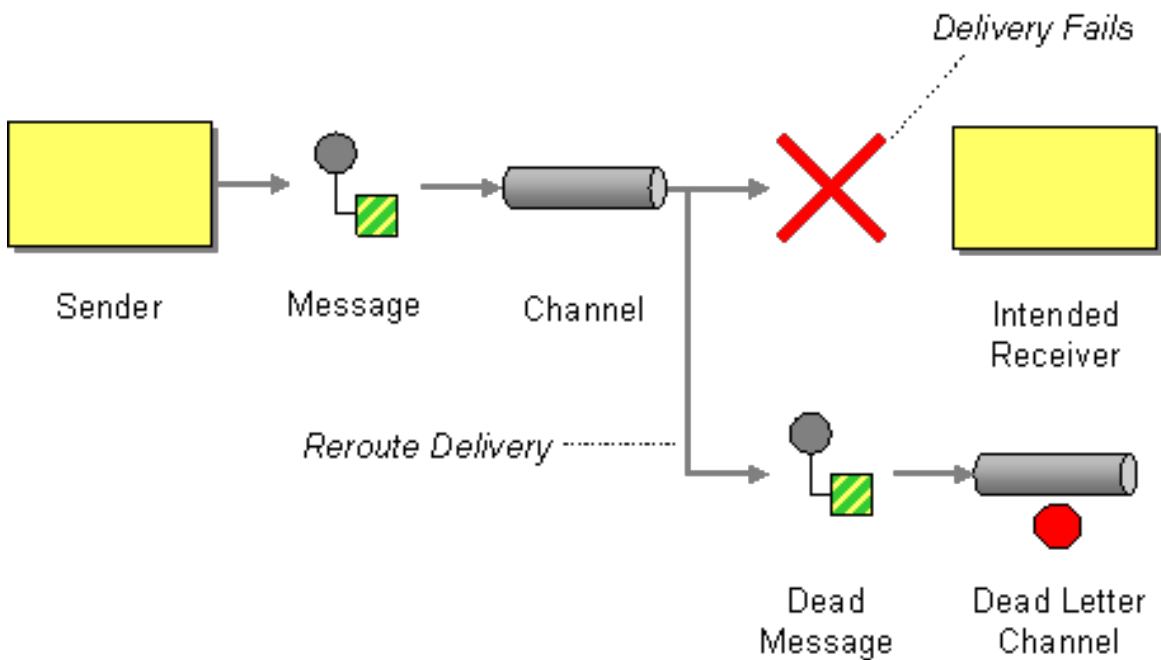 Delivery Fails
Sender
Message
Channel
Intended
Receiver
Reroute Delivery
Dead
Message
Dead Letter
Channel